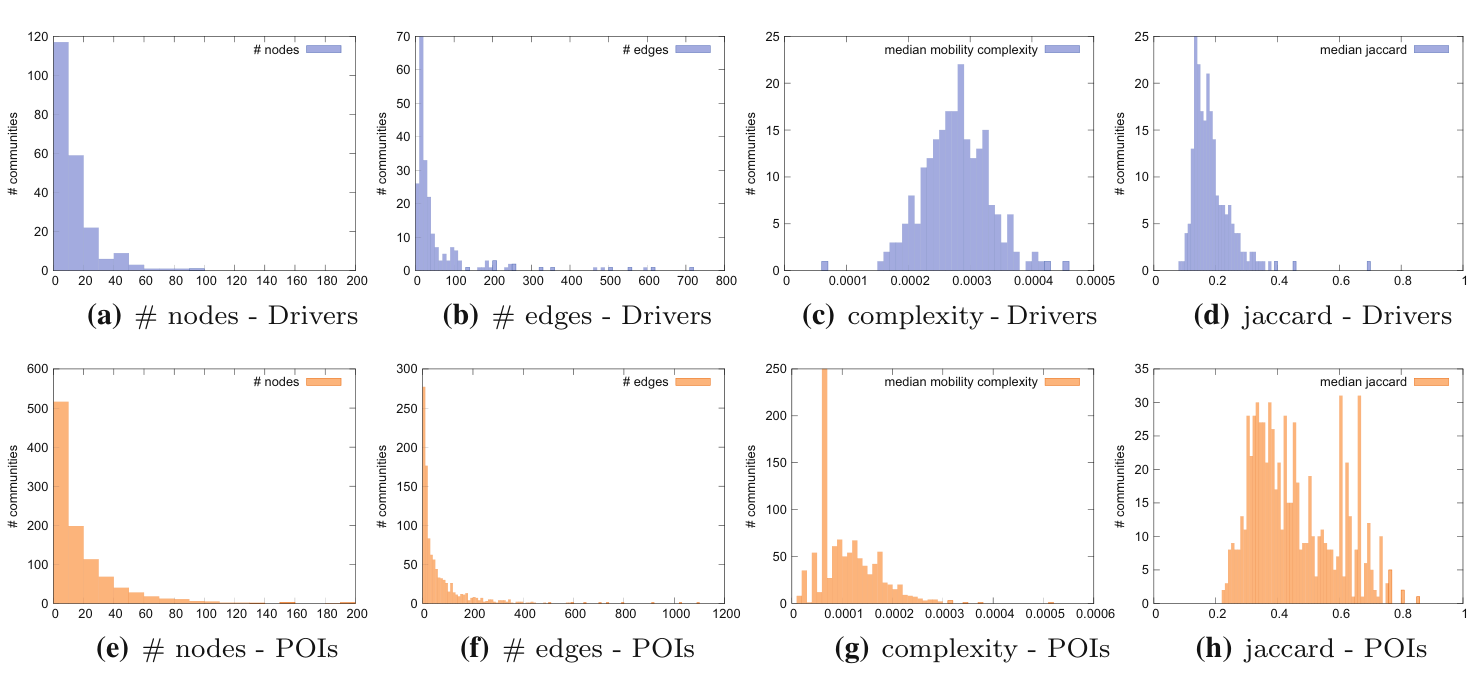 120
100
80
60
40
20
0
# communities
# nodes
0 20 40 60 80 100 120 140 160 180 200
(a) # nodes - Drivers
70
60
50
40
30
20
10
0
# communities
# edges
0 100 200 300 400 500 600 700 800
(b) # edges - Drivers
25
20
15
10
5
0
# communities
median mobility complexity
0 0.0001 0.0002 0.0003 0.0004 0.0005
(c) complexity - Drivers
25
20
15
10
5
0
# communities
median jaccard
0 0.2 0.4 0.6 0.8 1
(d) jaccard - Drivers
600
500
400
300
200
100
0
# communities
# nodes
0 20 40 60 80 100 120 140 160 180 200
(e) # nodes - POIs
300
250
200
150
100
50
0
# communities
# edges
0 200 400 600 800 1000 1200
(f) # edges - POIs
250
200
150
100
50
0
# communities
median mobility complexity
0 0.0001 0.0002 0.0003 0.0004 0.0005 0.0006
(g) complexity - POIs
35
30
25
20
15
10
5
0
# communities
median jaccard
0 0.2 0.4 0.6 0.8 1
(h) jaccard - POIs